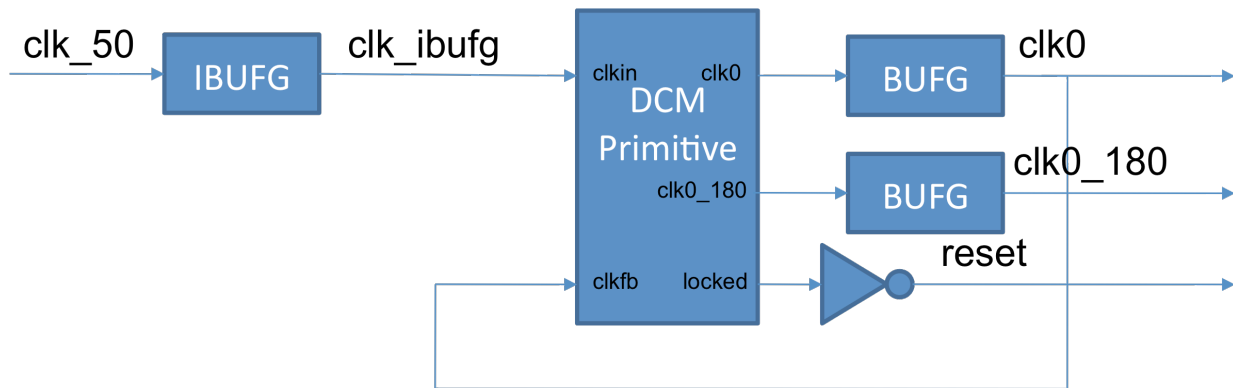 clk_50
IBUFG
clk_ibufg
clkin
clk0
DCM
Primitive
clk0_180
clkfb
locked
BUFG
clk0
BUFG
clk0_180
reset